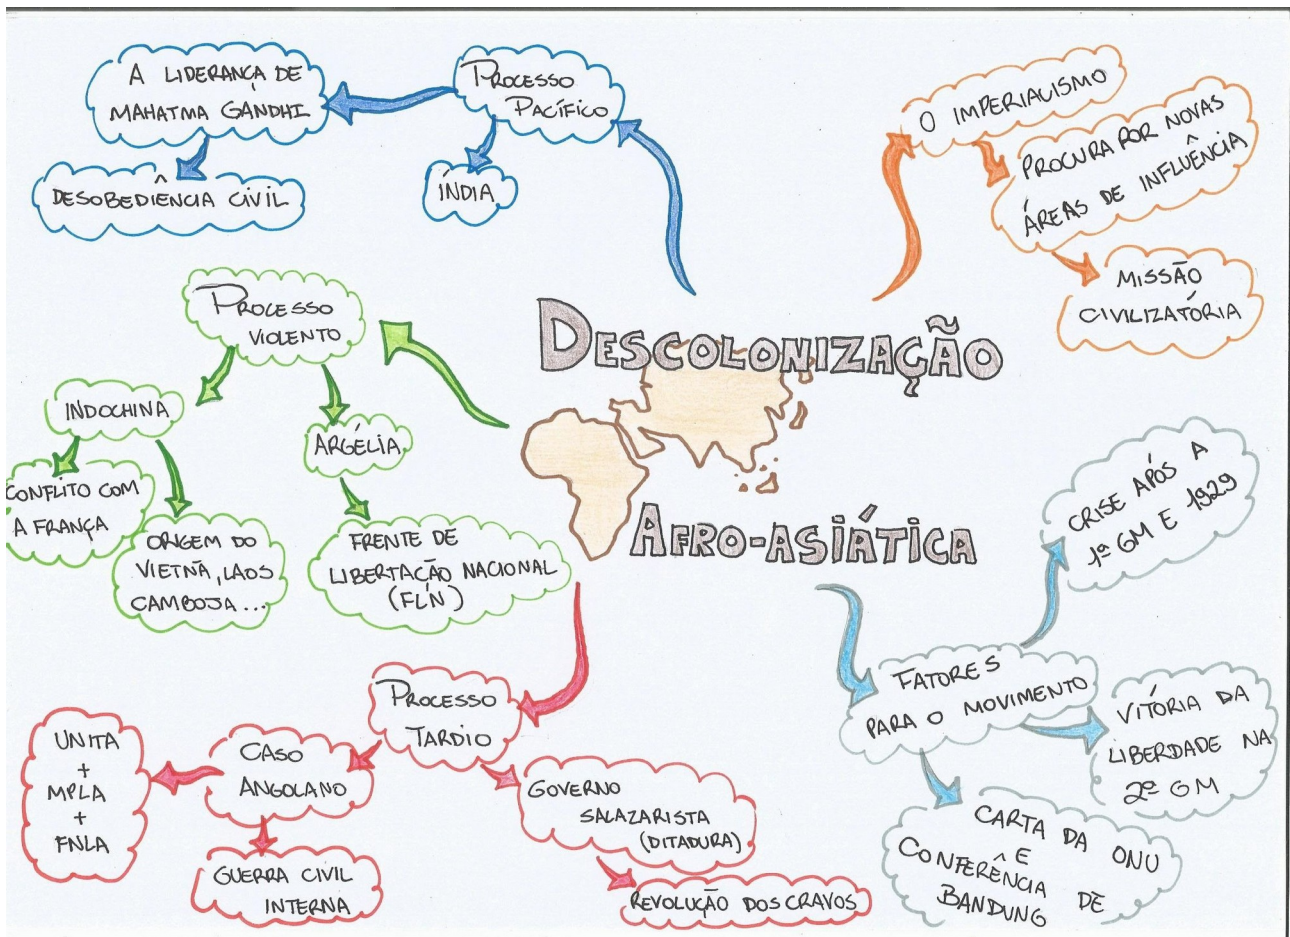 DESCOLONIZAÇÃO
AFRO-ASIÁTICA
PROCESSO
PACÍFICO
A LIDERANÇA DE
MAHATMA GANDHI
DESOBEDIÊNCIA CIVIL
ÍNDIA
O IMPERIALISMO
PROCURA POR NOVAS
ÁREAS DE INFLUÊNCIA
MISSÃO
CIVILIZATÓRIA
PROCESSO
VIOLENTO
INDOCHINA
CONFLITO COM
A FRANÇA
ORIGEM DO
VIETNÃ, LAOS
CAMBOJA...
ARGÉLIA
FRENTE DE
LIBERTAÇÃO NACIONAL
(FLN)
PROCESSO
TARDIO
CASO
ANGOLANO
UNITA
+
MPLA
+
FNLA
GUERRA CIVIL
INTERNA
GOVERNO
SALAZARISTA
(DITADURA)
REVOLUÇÃO DOS CRAVOS
FATORES
PARA O MOVIMENTO
CRISE APÓS A
1ª GM E 1929
VITÓRIA DA
LIBERDADE NA
2ª GM
CARTA DA ONU
E
CONFERÊNCIA DE
BANDUNG